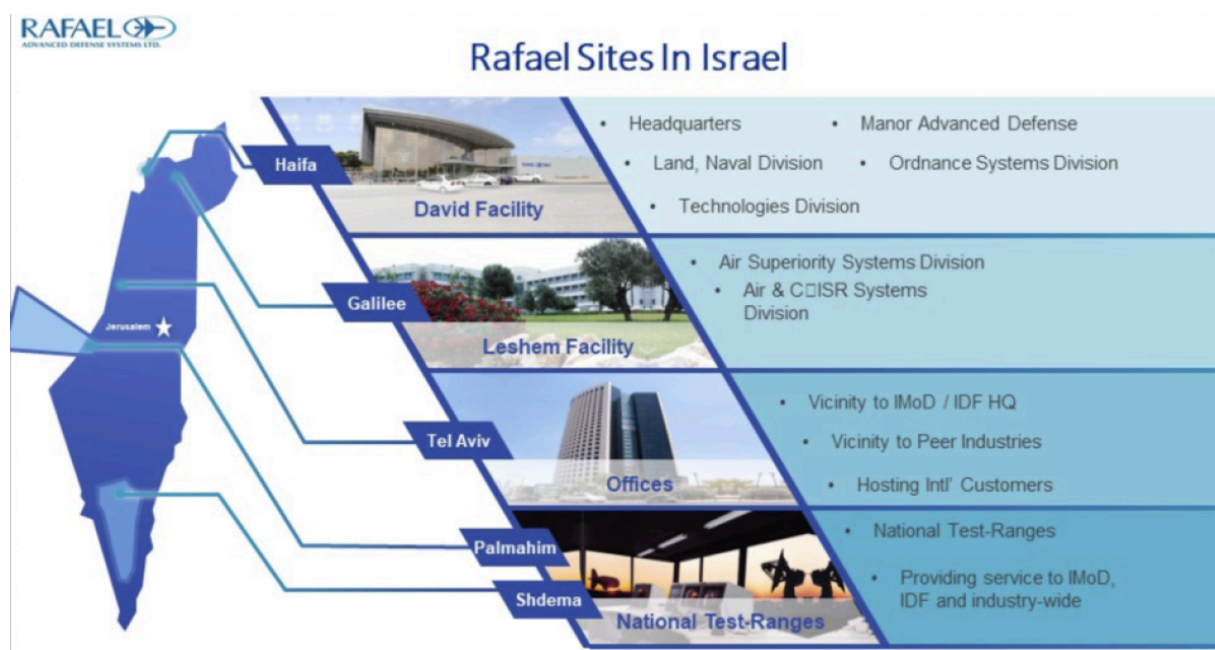 RAFAEL
ADVANCED DEFENSE SYSTEMS LTD.
Rafael Sites In Israel
Haifa
David Facility
• Headquarters
• Manor Advanced Defense
• Land, Naval Division
• Ordnance Systems Division
• Technologies Division
Galilee
Leshem Facility
• Air Superiority Systems Division
• Air & C□ISR Systems
Division
Jerusalem
Tel Aviv
Offices
• Vicinity to IMoD / IDF HQ
• Vicinity to Peer Industries
• Hosting Intl' Customers
Palmahim
Shdema
National Test-Ranges
• National Test-Ranges
• Providing service to IMoD,
IDF and industry-wide